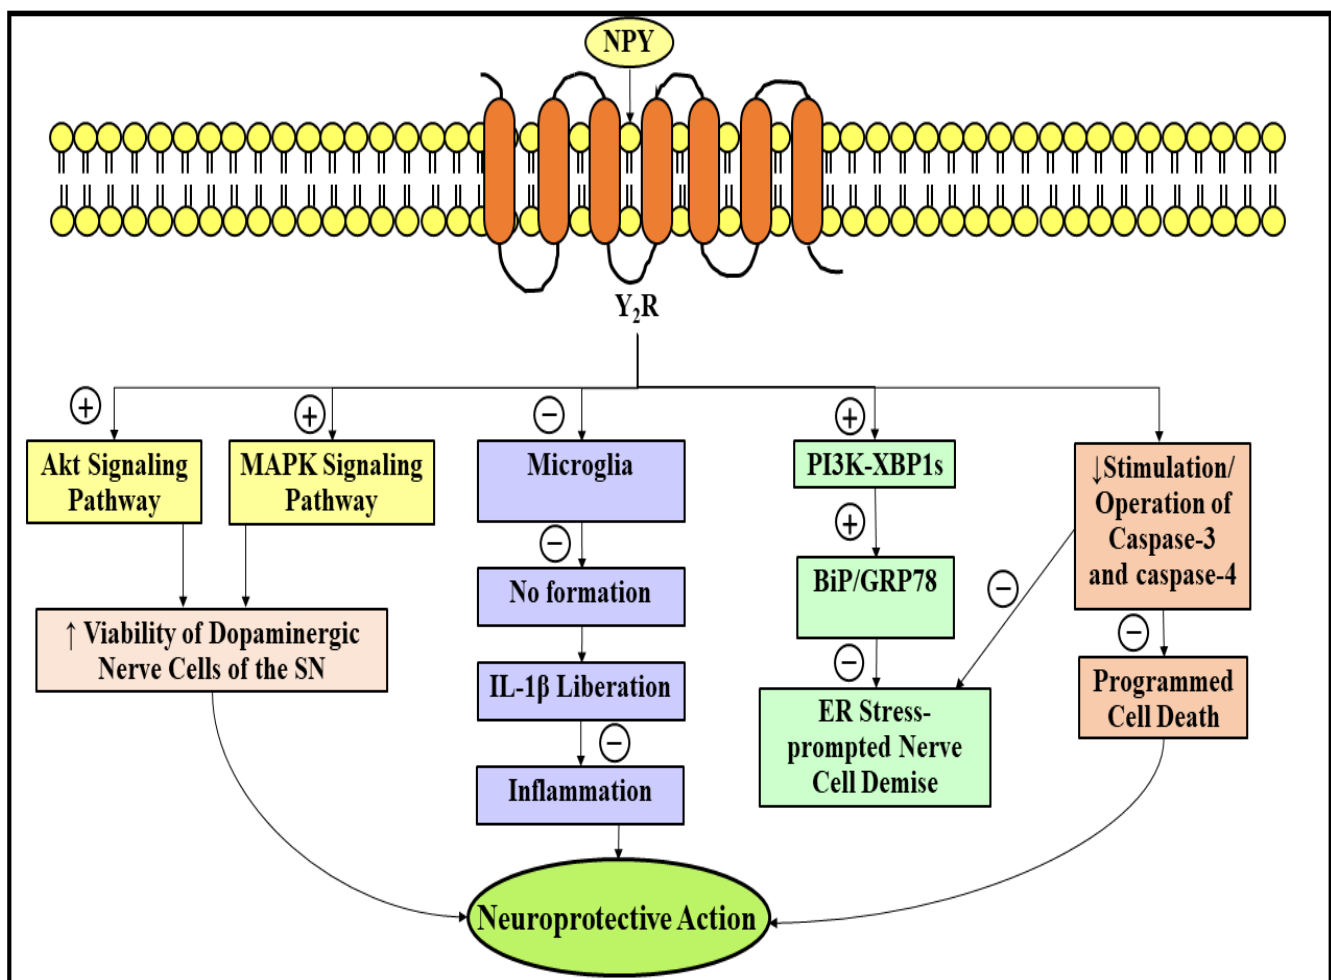 NPY
Y₂R
+
+
−
+
Akt Signaling
Pathway
MAPK Signaling
Pathway
Microglia
PI3K-XBP1s
↓Stimulation/
Operation of
Caspase-3
and caspase-4
−
+
No formation
BiP/GRP78
−
↑ Viability of Dopaminergic
Nerve Cells of the SN
−
−
IL-1β Liberation
ER Stress-
prompted Nerve
Cell Demise
Programmed
Cell Death
−
Inflammation
Neuroprotective Action